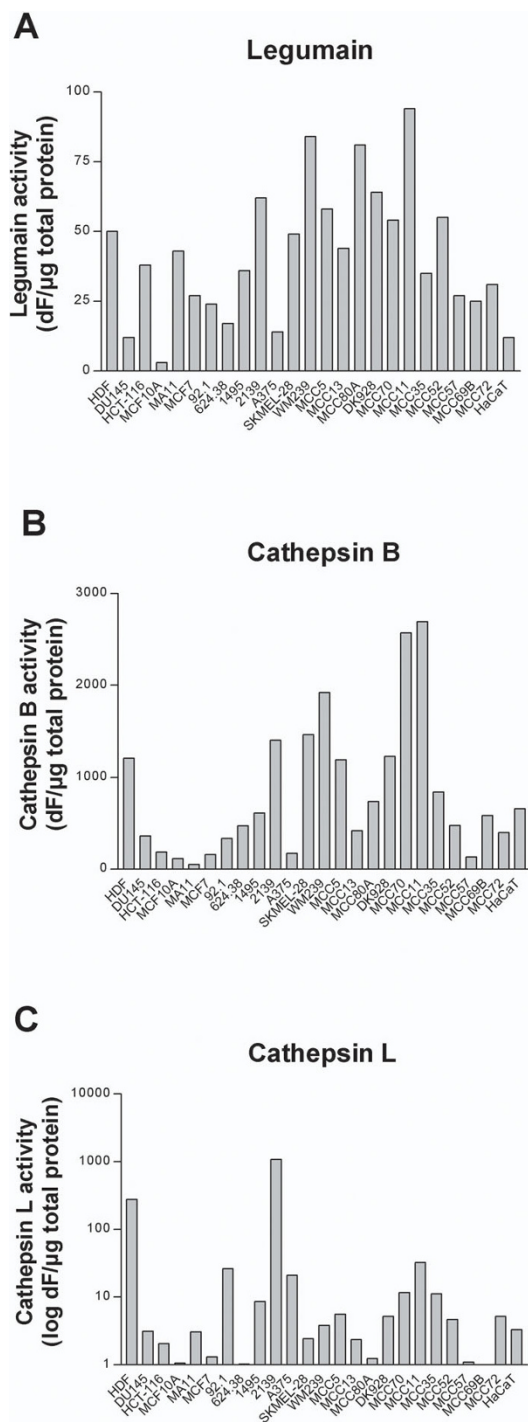 A
Legumain
Legumain activity
(dF/µg total protein)
100
75
50
25
0
HDF
DU145
HCT-116
MCF10A
MA11
MCF7
92.1
624.38
1495
2139
A375
SKMEL-28
WM239
MCC5
MCC13
MCC80A
DK928
MCC70
MCC11
MCC35
MCC52
MCC57
MCC69B
MCC72
HaCaT
B
Cathepsin B
Cathepsin B activity
(dF/µg total protein)
3000
2000
1000
0
HDF
DU145
HCT-116
MCF10A
MA11
MCF7
92.1
624.38
1495
2139
A375
SKMEL-28
WM239
MCC5
MCC13
MCC80A
DK928
MCC70
MCC11
MCC35
MCC52
MCC57
MCC69B
MCC72
HaCaT
C
Cathepsin L
Cathepsin L activity
(log dF/µg total protein)
10000
1000
100
10
1
HDF
DU145
HCT-116
MCF10A
MA11
MCF7
92.1
624.38
1495
2139
A375
SKMEL-28
WM239
MCC5
MCC13
MCC80A
DK928
MCC70
MCC11
MCC35
MCC52
MCC57
MCC69B
MCC72
HaCaT